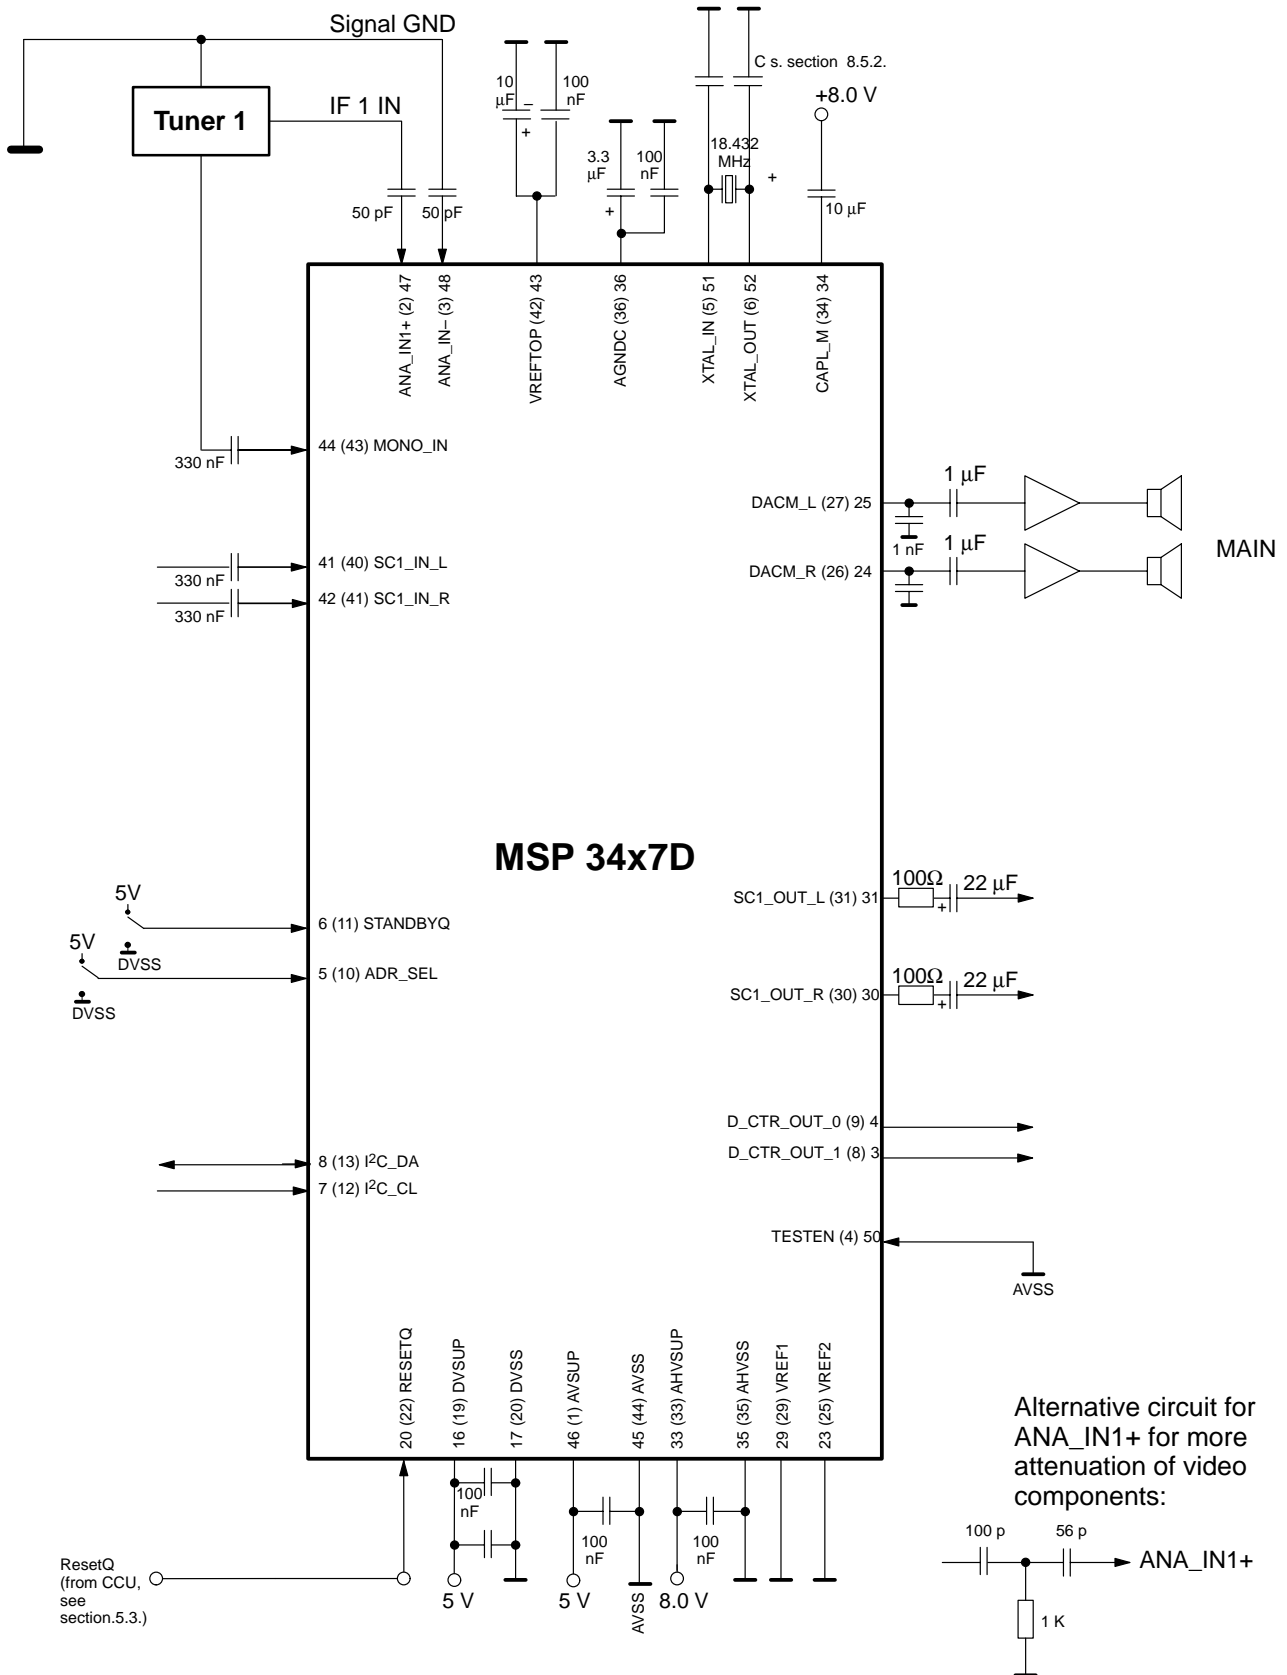 Signal GND
C s. section 8.5.2.
+8.0 V
10
µF
–
+
100
nF
Tuner 1
IF 1 IN
18.432
MHz
+
3.3
µF
+
100
nF
50 pF
50 pF
10 µF
ANA_IN1+ (2) 47
ANA_IN– (3) 48
VREFTOP (42) 43
AGNDC (36) 36
XTAL_IN (5) 51
XTAL_OUT (6) 52
CAPL_M (34) 34
330 nF
44 (43) MONO_IN
DACM_L (27) 25
1 µF
1 nF
MAIN
330 nF
41 (40) SC1_IN_L
DACM_R (26) 24
1 µF
330 nF
42 (41) SC1_IN_R
MSP 34x7D
5V
DVSS
6 (11) STANDBYQ
SC1_OUT_L (31) 31
100Ω
+
22 µF
5V
DVSS
5 (10) ADR_SEL
SC1_OUT_R (30) 30
100Ω
+
22 µF
D_CTR_OUT_0 (9) 4
D_CTR_OUT_1 (8) 3
8 (13) I²C_DA
7 (12) I²C_CL
TESTEN (4) 50
AVSS
20 (22) RESETQ
16 (19) DVSUP
17 (20) DVSS
46 (1) AVSUP
45 (44) AVSS
33 (33) AHVSUP
35 (35) AHVSS
29 (29) VREF1
23 (25) VREF2
100
nF
100
nF
100
nF
5 V
5 V
AVSS
8.0 V
ResetQ
(from CCU,
see
section.5.3.)
Alternative circuit for
ANA_IN1+ for more
attenuation of video
components:
100 p
56 p
ANA_IN1+
1 K